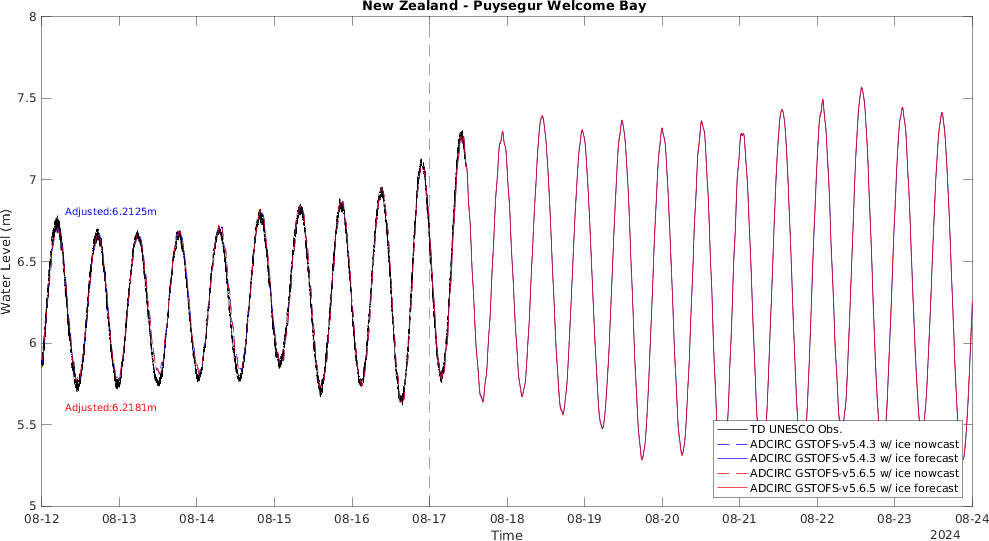 New Zealand - Puysegur Welcome Bay
8
7.5
7
6.5
6
5.5
5
Water Level (m)
Adjusted:6.2125m
Adjusted:6.2181m
TD UNESCO Obs.
ADCIRC GSTOFS-v5.4.3 w/ ice nowcast
ADCIRC GSTOFS-v5.4.3 w/ ice forecast
ADCIRC GSTOFS-v5.6.5 w/ ice nowcast
ADCIRC GSTOFS-v5.6.5 w/ ice forecast
08-12 08-13 08-14 08-15 08-16 08-17 08-18 08-19 08-20 08-21 08-22 08-23 08-24
Time
2024